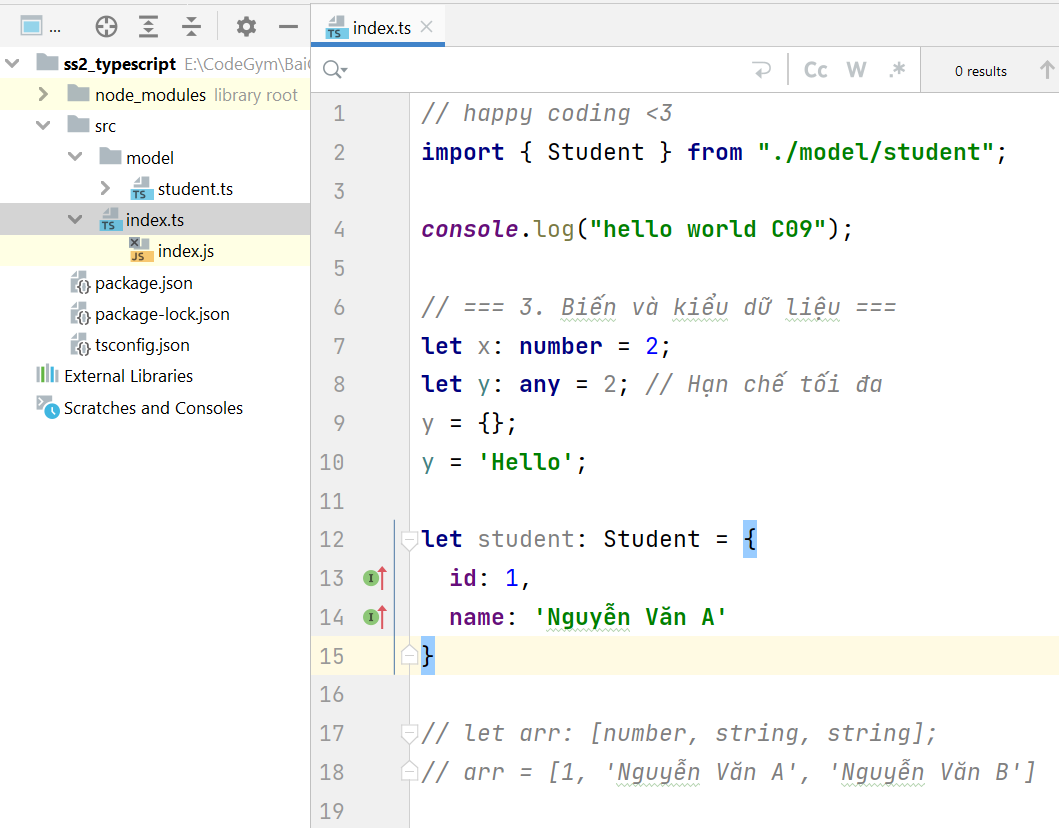 ...
index.ts
ss2_typescript E:\CodeGym\Bai
node_modules library root
src
model
student.ts
index.ts
index.js
package.json
package-lock.json
tsconfig.json
External Libraries
Scratches and Consoles
Cc W .* 0 results
1 // happy coding <3
2 import { Student } from "./model/student";
3
4 console.log("hello world C09");
5
6 // === 3. Biến và kiểu dữ liệu ===
7 let x: number = 2;
8 let y: any = 2; // Hạn chế tối đa
9 y = {};
10 y = 'Hello';
11
12 let student: Student = {
13 id: 1,
14 name: 'Nguyễn Văn A'
15 }
16
17 // let arr: [number, string, string];
18 // arr = [1, 'Nguyễn Văn A', 'Nguyễn Văn B']
19